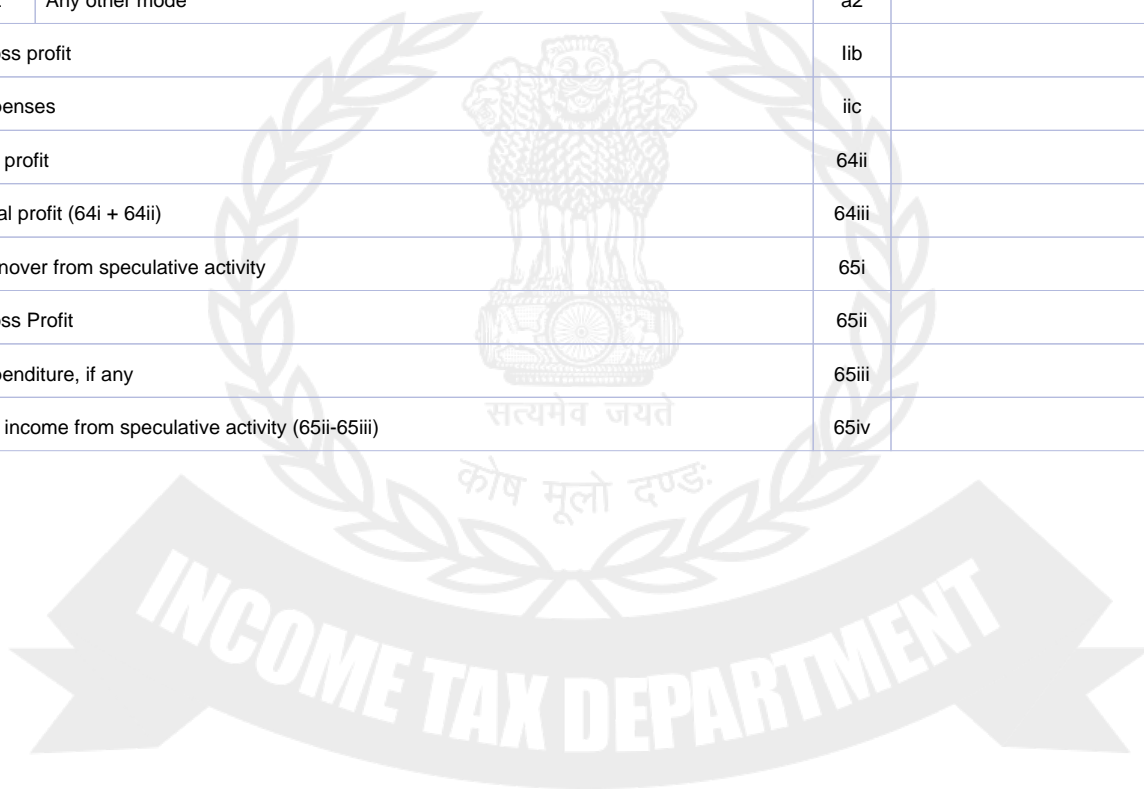 Any other mode a2
ss profit Iib
enses iic
profit 64ii
al profit (64i + 64ii) 64iii
nover from speculative activity 65i
ss Profit 65ii
enditure, if any 65iii
income from speculative activity (65ii-65iii) 65iv
सत्यमेव जयते
कोष मूलो दण्डः
INCOME TAX DEPARTMENT